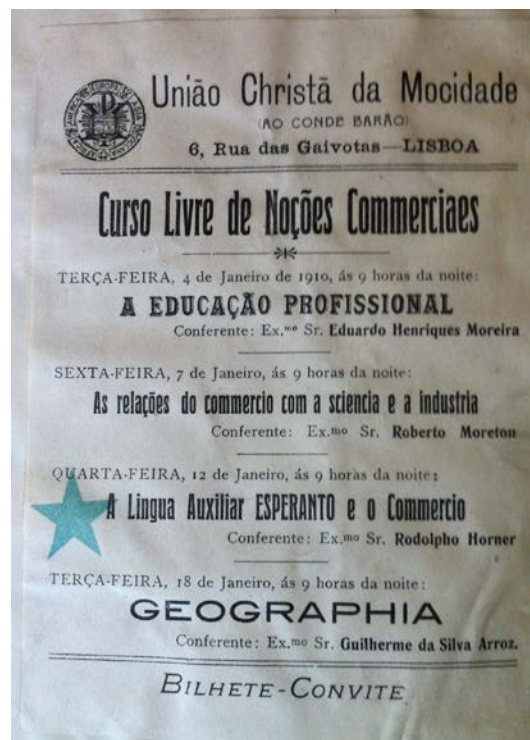 União Christã da Mocidade
(AO CONDE BARÃO)
6, Rua das Gaivotas—LISBOA
Curso Livre de Noções Commerciaes
TERÇA-FEIRA, 4 de Janeiro de 1910, ás 9 horas da noite:
A EDUCAÇÃO PROFISSIONAL
Conferente: Ex.mo Sr. Eduardo Henriques Moreira
SEXTA-FEIRA, 7 de Janeiro, ás 9 horas da noite:
As relações do commercio com a sciencia e a industria
Conferente: Ex.mo Sr. Roberto Moreton
QUARTA-FEIRA, 12 de Janeiro, ás 9 horas da noite:
A Lingua Auxiliar ESPERANTO e o Commercio
Conferente: Ex.mo Sr. Rodolpho Horner
TERÇA-FEIRA, 18 de Janeiro, ás 9 horas da noite:
GEOGRAPHIA
Conferente: Ex.mo Sr. Guilherme da Silva Arroz.
BILHETE-CONVITE